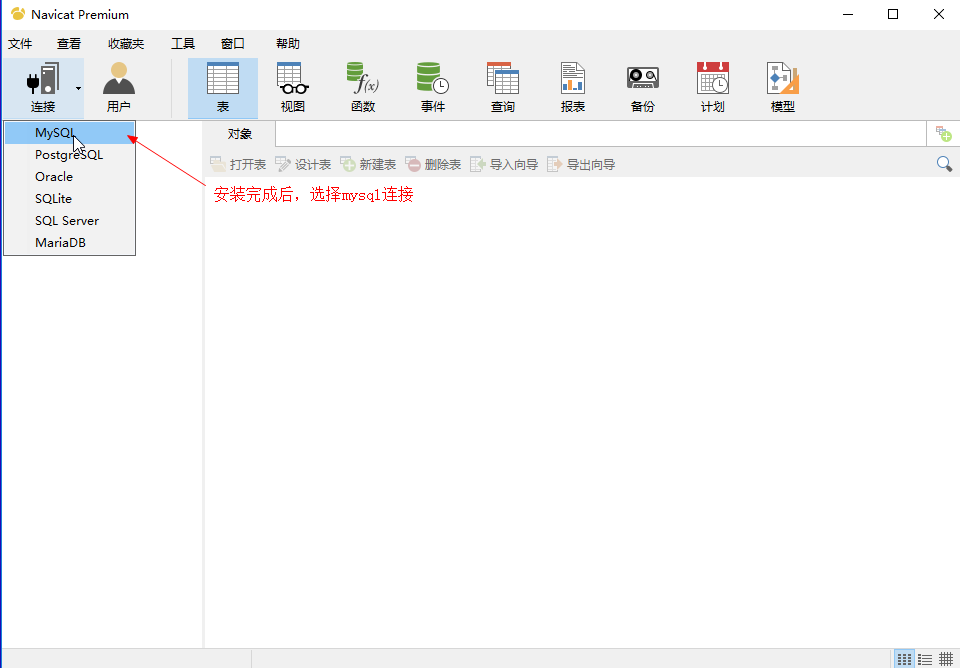 Navicat Premium
文件 查看 收藏夹 工具 窗口 帮助
连接 用户 表 视图 函数 事件 查询 报表 备份 计划 模型
MySQL
PostgreSQL
Oracle
SQLite
SQL Server
MariaDB
对象
打开表 设计表 新建表 删除表 导入向导 导出向导
安装完成后，选择mysql连接